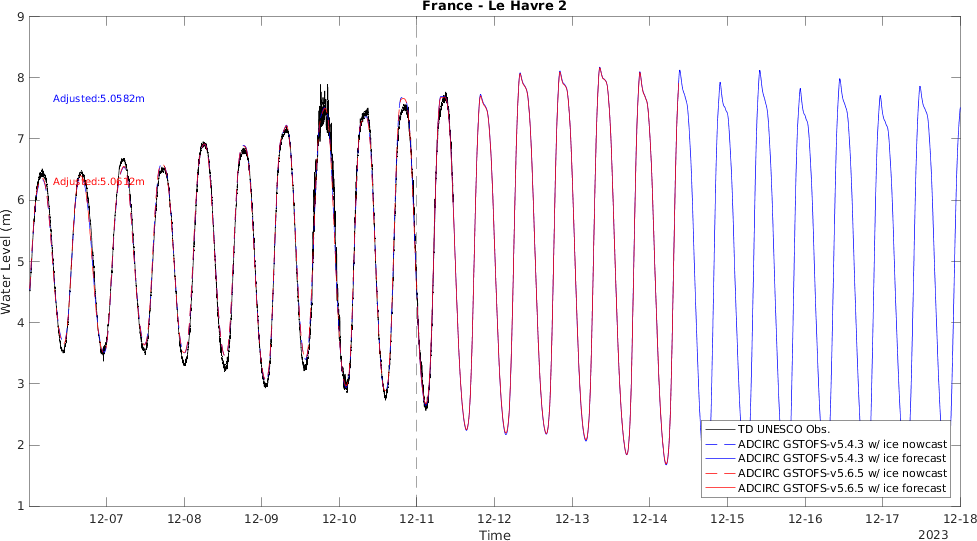 France - Le Havre 2
9
8
7
6
5
4
3
2
1
Water Level (m)
Adjusted:5.0582m
Adjusted:5.0612m
TD UNESCO Obs.
ADCIRC GSTOFS-v5.4.3 w/ ice nowcast
ADCIRC GSTOFS-v5.4.3 w/ ice forecast
ADCIRC GSTOFS-v5.6.5 w/ ice nowcast
ADCIRC GSTOFS-v5.6.5 w/ ice forecast
12-07 12-08 12-09 12-10 12-11 12-12 12-13 12-14 12-15 12-16 12-17 12-18
Time
2023